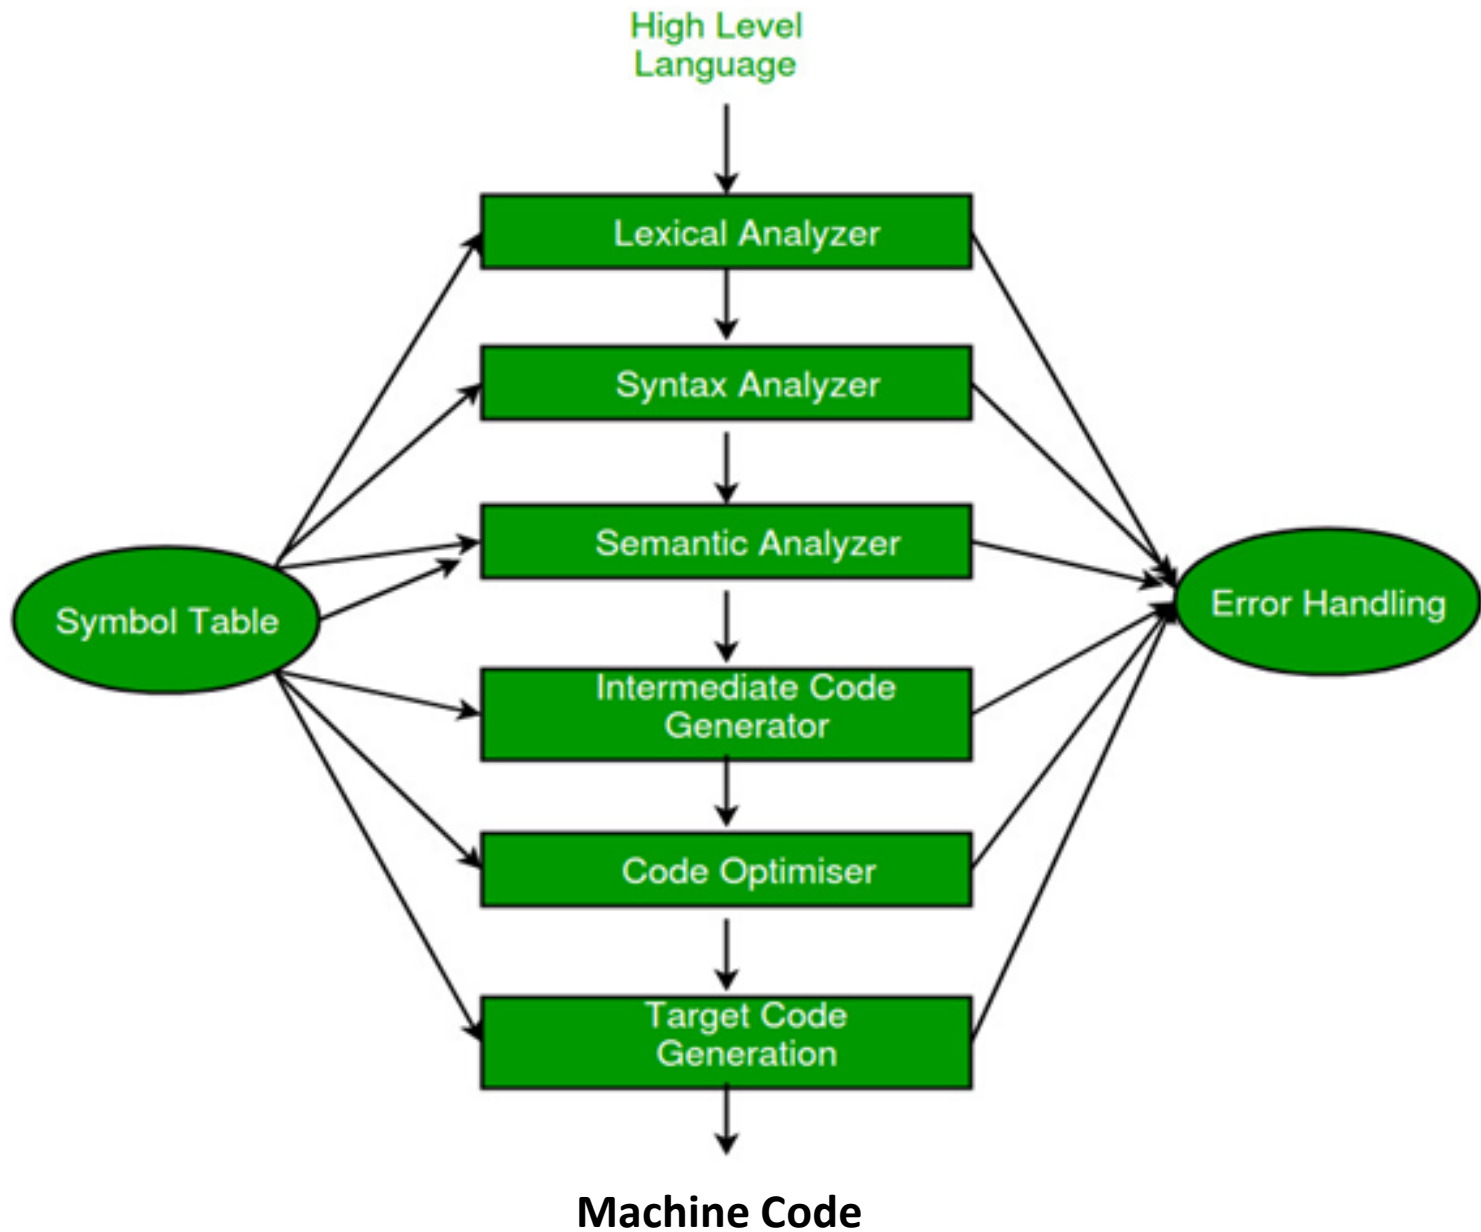 High Level
Language
Lexical Analyzer
Syntax Analyzer
Semantic Analyzer
Symbol Table
Error Handling
Intermediate Code
Generator
Code Optimiser
Target Code
Generation
Machine Code